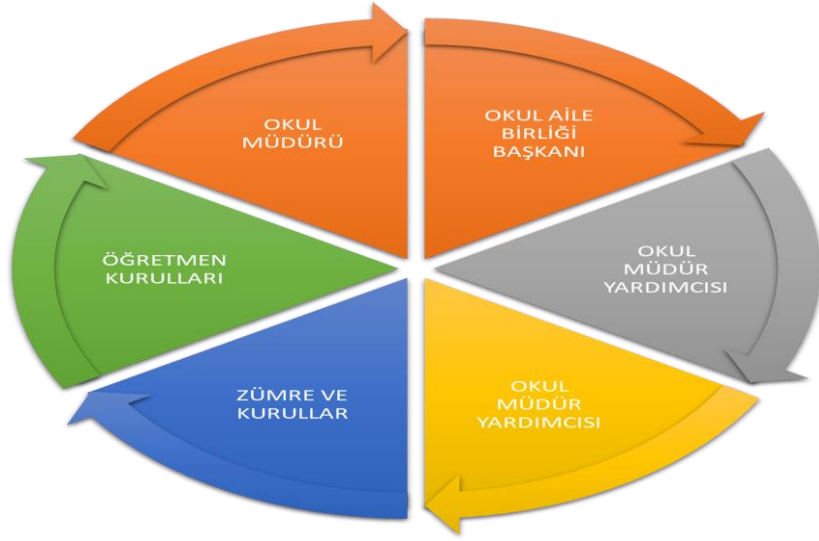 OKUL
MÜDÜRÜ
OKUL AİLE
BİRLİĞİ
BAŞKANI
OKUL
MÜDÜR
YARDIMCISI
OKUL
MÜDÜR
YARDIMCISI
ZÜMRE VE
KURULLAR
ÖĞRETMEN
KURULLARI